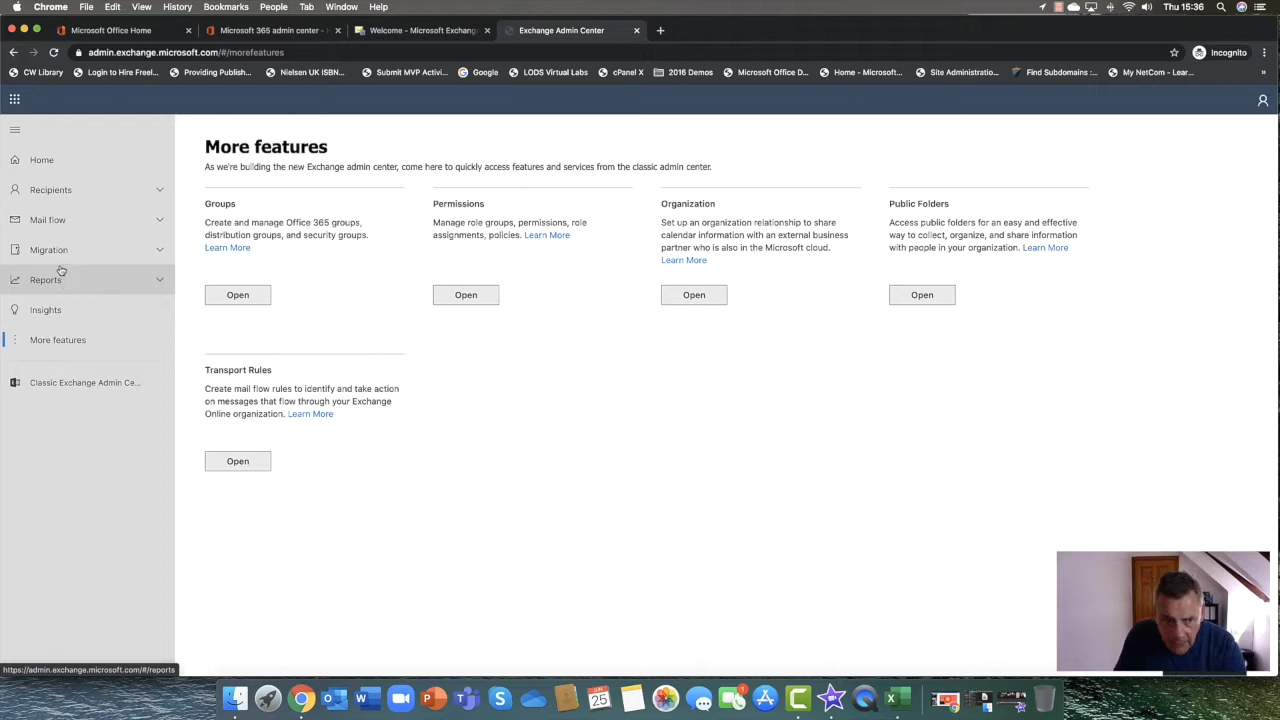 Chrome File Edit View History Bookmarks People Tab Window Help
Thu 15:36
Microsoft Office Home
Microsoft 365 admin center -
Welcome - Microsoft Exchang
Exchange Admin Center
admin.exchange.microsoft.com/#/morefeatures
Incognito
CW Library
Login to Hire Freel...
Providing Publish...
Nielsen UK ISBN...
Submit MVP Activi...
Google
LODS Virtual Labs
cPanel X
2016 Demos
Microsoft Office D...
Home - Microsoft...
Site Administratio...
Find Subdomains :...
My NetCom - Lear...
»
Home
Recipients
Mail flow
Migration
Reports
Insights
More features
Classic Exchange Admin Ce...
More features
As we're building the new Exchange admin center, come here to quickly access features and services from the classic admin center.
Groups
Create and manage Office 365 groups,
distribution groups, and security groups.
Learn More
Open
Permissions
Manage role groups, permissions, role
assignments, policies. Learn More
Open
Organization
Set up an organization relationship to share
calendar information with an external business
partner who is also in the Microsoft cloud.
Learn More
Open
Public Folders
Access public folders for an easy and effective
way to collect, organize, and share information
with people in your organization. Learn More
Open
Transport Rules
Create mail flow rules to identify and take action
on messages that flow through your Exchange
Online organization. Learn More
Open
https://admin.exchange.microsoft.com/#/reports
25